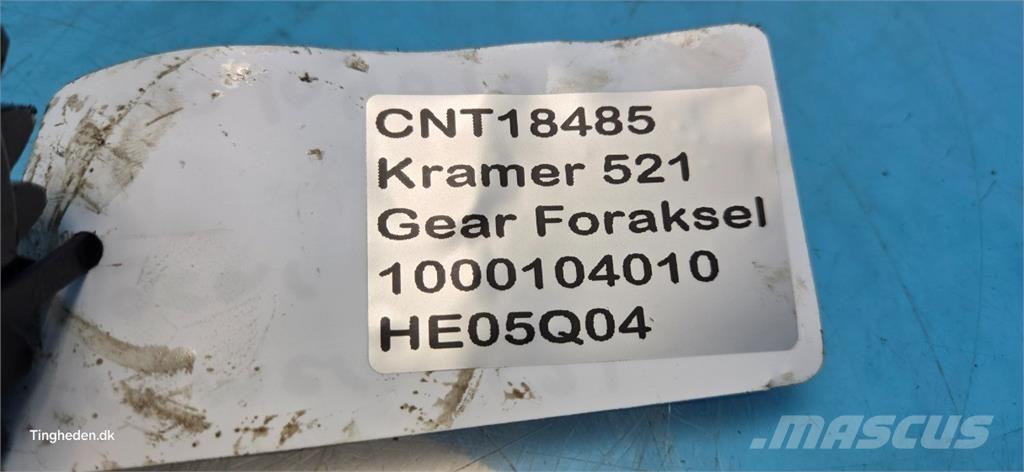 CNT18485
Kramer 521
Gear Foraksel
1000104010
HE05Q04
Tingheden.dk
MASCUS